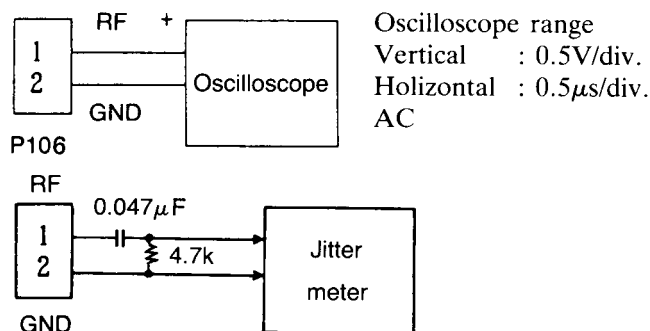 RF +
1
2
Oscilloscope
GND
P106
Oscilloscope range
Vertical : 0.5V/div.
Holizontal : 0.5μs/div.
AC
RF
0.047μF
1
2
4.7k
Jitter
meter
GND